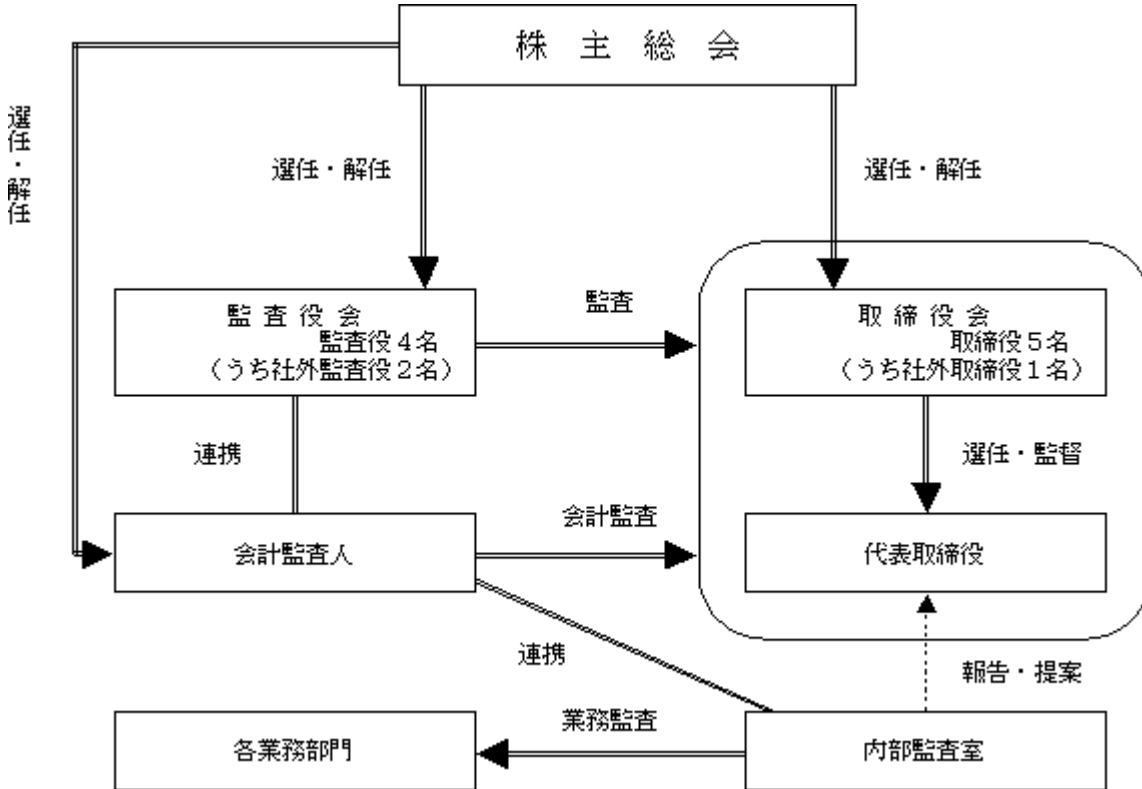 株 主 総 会
選任・解任
選任・解任
選任・解任
監 査 役 会
監査役４名
（うち社外監査役２名）
監査
取 締 役 会
取締役５名
（うち社外取締役１名）
連携
選任・監督
会計監査人
会計監査
代表取締役
連携
報告・提案
各業務部門
業務監査
内部監査室